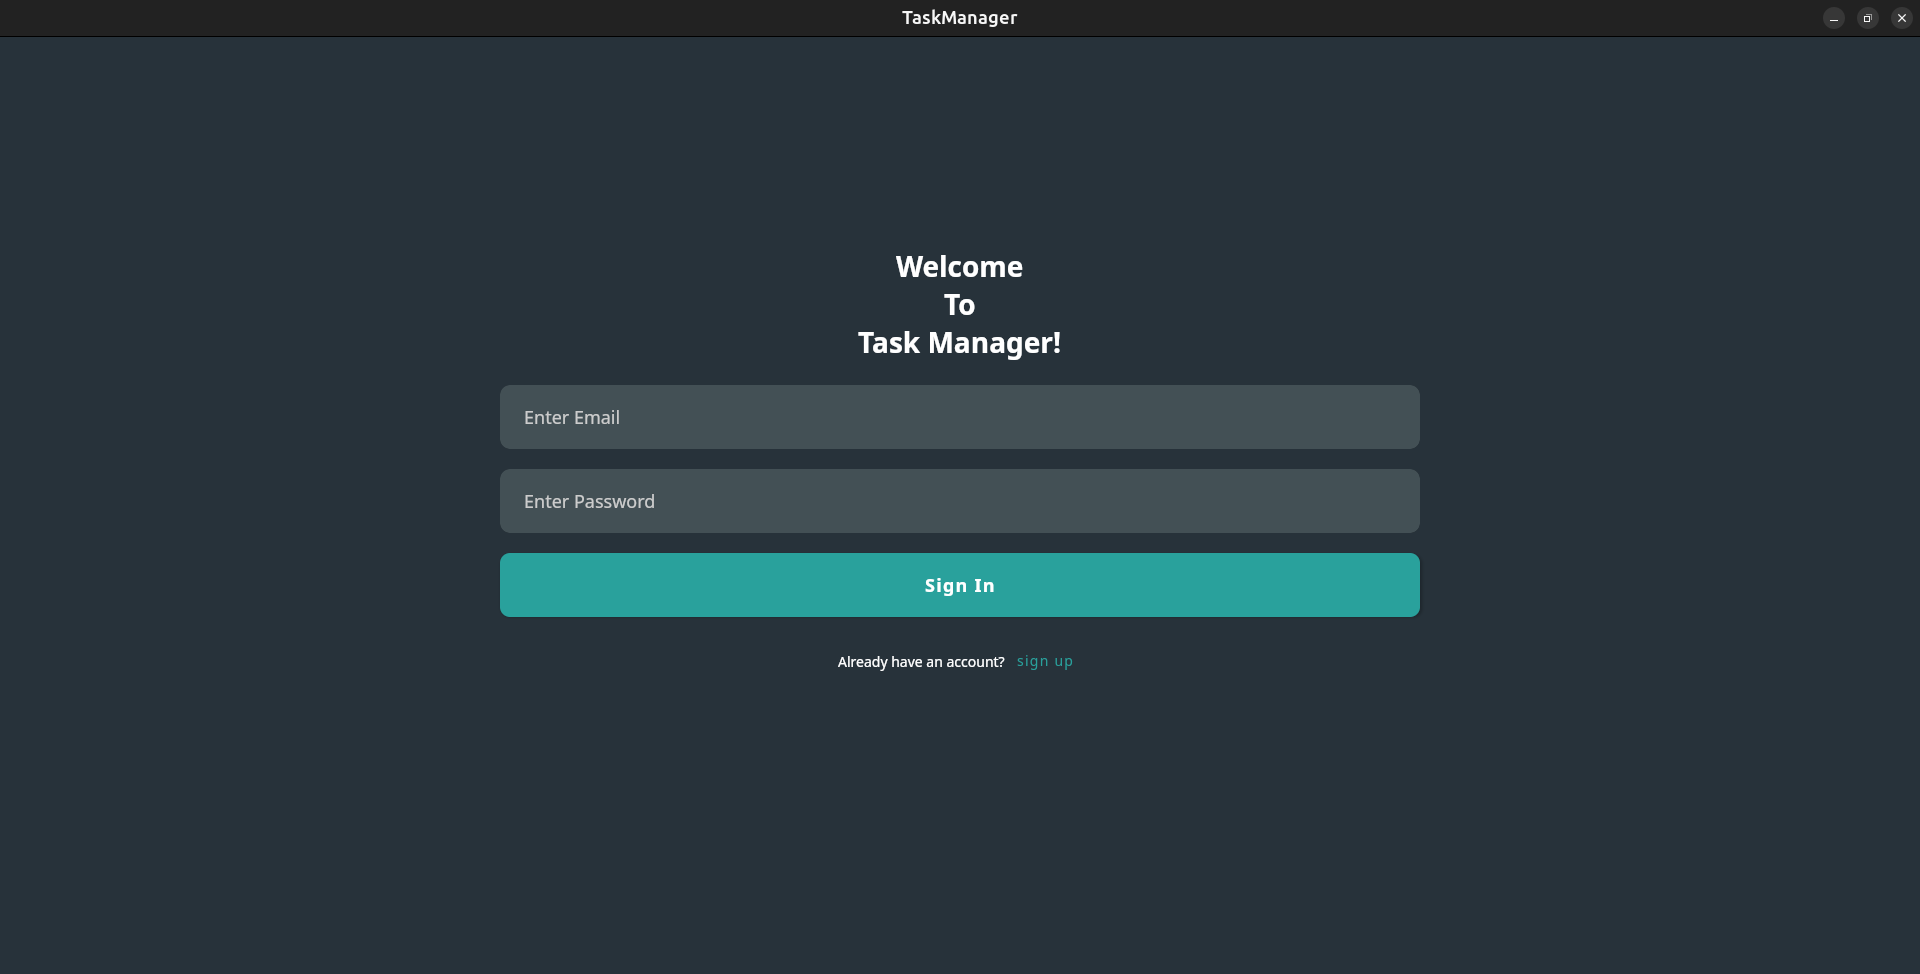 TaskManager
Welcome
To
Task Manager!
Enter Email
Enter Password
Sign In
Already have an account? sign up